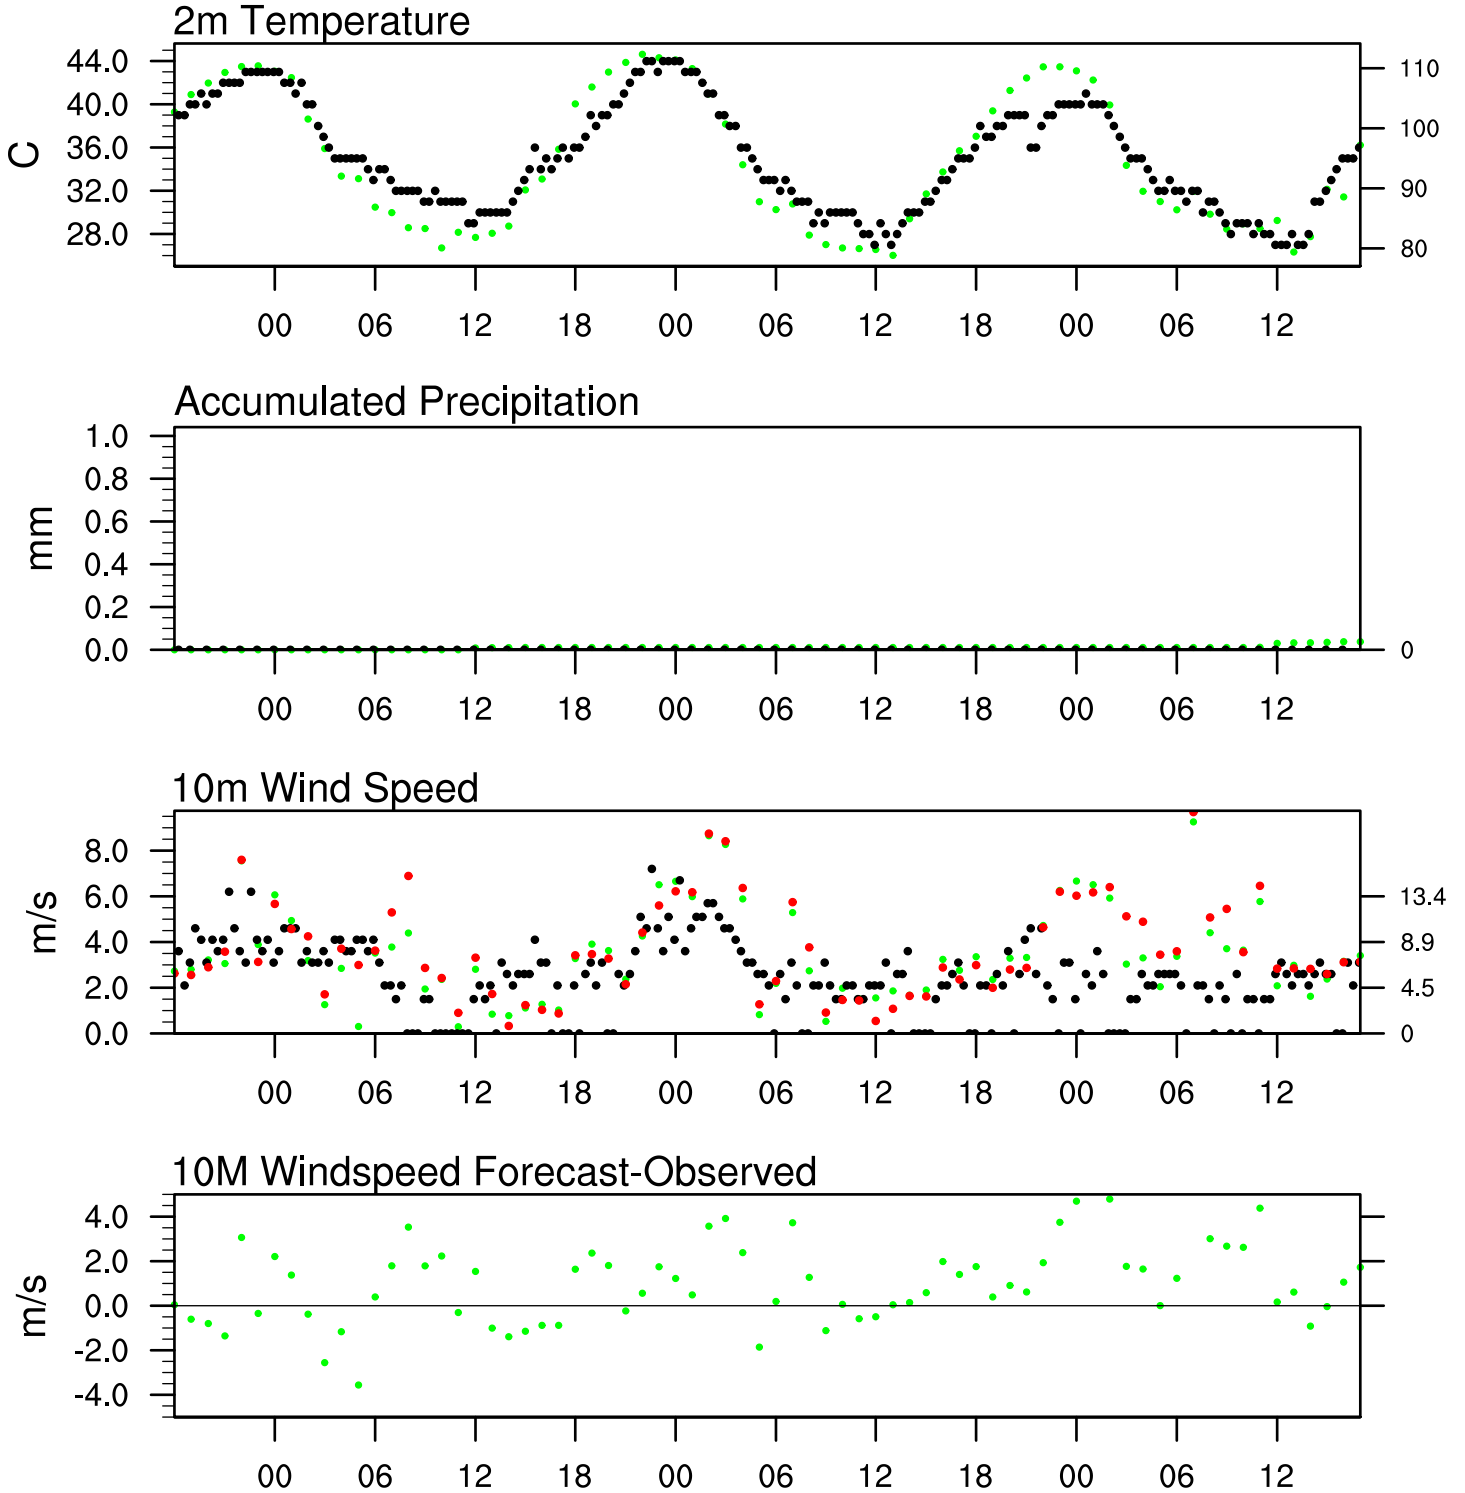 2m Temperature
44.0
40.0
36.0
32.0
28.0
C
110
100
90
80
00 06 12 18 00 06 12 18 00 06 12
Accumulated Precipitation
1.0
0.8
0.6
0.4
0.2
0.0
mm
0
00 06 12 18 00 06 12 18 00 06 12
10m Wind Speed
8.0
6.0
4.0
2.0
0.0
m/s
13.4
8.9
4.5
0
00 06 12 18 00 06 12 18 00 06 12
10M Windspeed Forecast-Observed
4.0
2.0
0.0
-2.0
-4.0
m/s
00 06 12 18 00 06 12 18 00 06 12